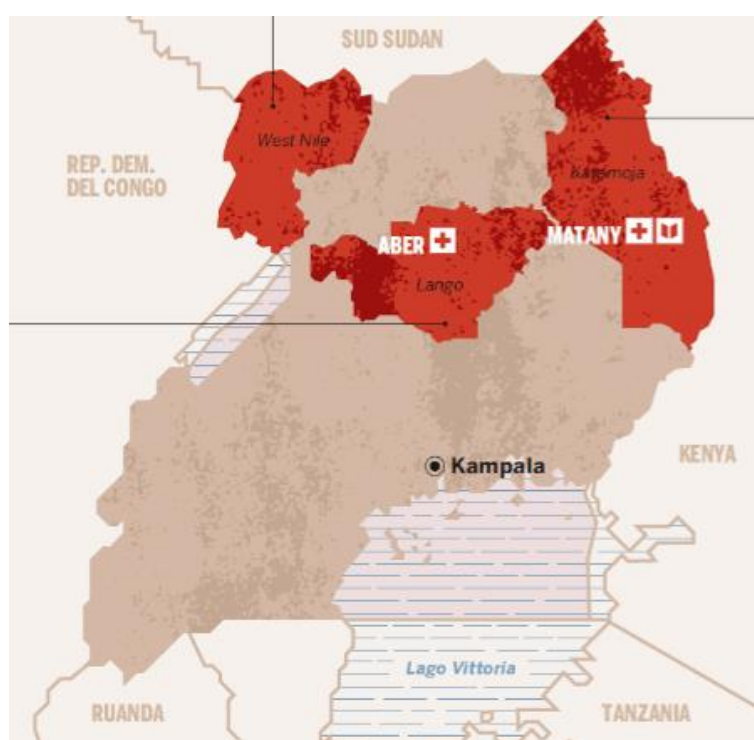 SUD SUDAN
West Nile
REP. DEM.
DEL CONGO
Karamoja
ABER
MATANY
Lango
KENYA
Kampala
Lago Vittoria
RUANDA
TANZANIA